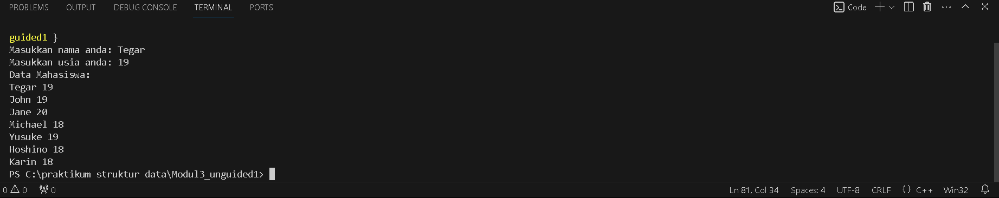 PROBLEMS OUTPUT DEBUG CONSOLE TERMINAL PORTS Code
guided1 }
Masukkan nama anda: Tegar
Masukkan usia anda: 19
Data Mahasiswa:
Tegar 19
John 19
Jane 20
Michael 18
Yusuke 19
Hoshino 18
Karin 18
PS C:\praktikum struktur data\Modul3_unguided1>
0 0 0 Ln 81, Col 34 Spaces: 4 UTF-8 CRLF {} C++ Win32